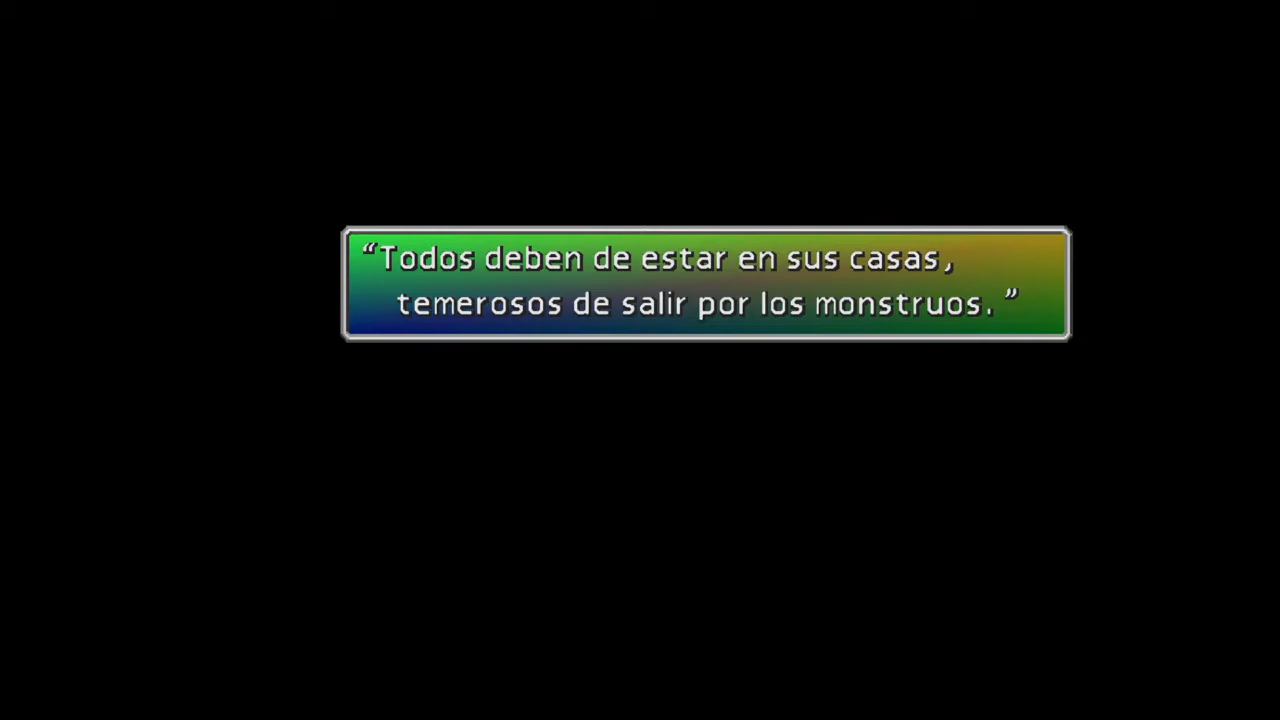 “Todos deben de estar en sus casas,
temerosos de salir por los monstruos.”